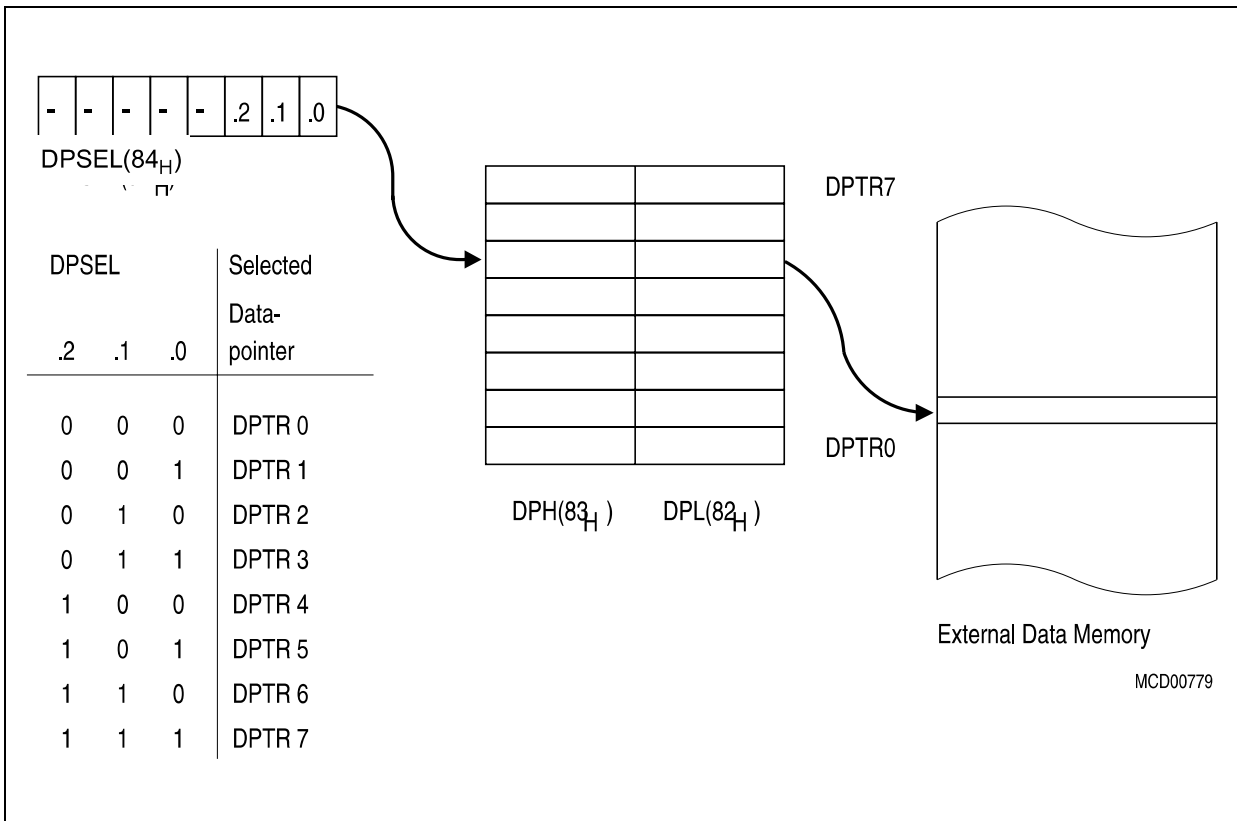 - - - - - .2 .1 .0
DPSEL(84H)
DPSEL Selected
Data-
.2 .1 .0 pointer
0 0 0 DPTR 0
0 0 1 DPTR 1
0 1 0 DPTR 2
0 1 1 DPTR 3
1 0 0 DPTR 4
1 0 1 DPTR 5
1 1 0 DPTR 6
1 1 1 DPTR 7
DPTR7
DPTR0
DPH(83H ) DPL(82H )
External Data Memory
MCD00779